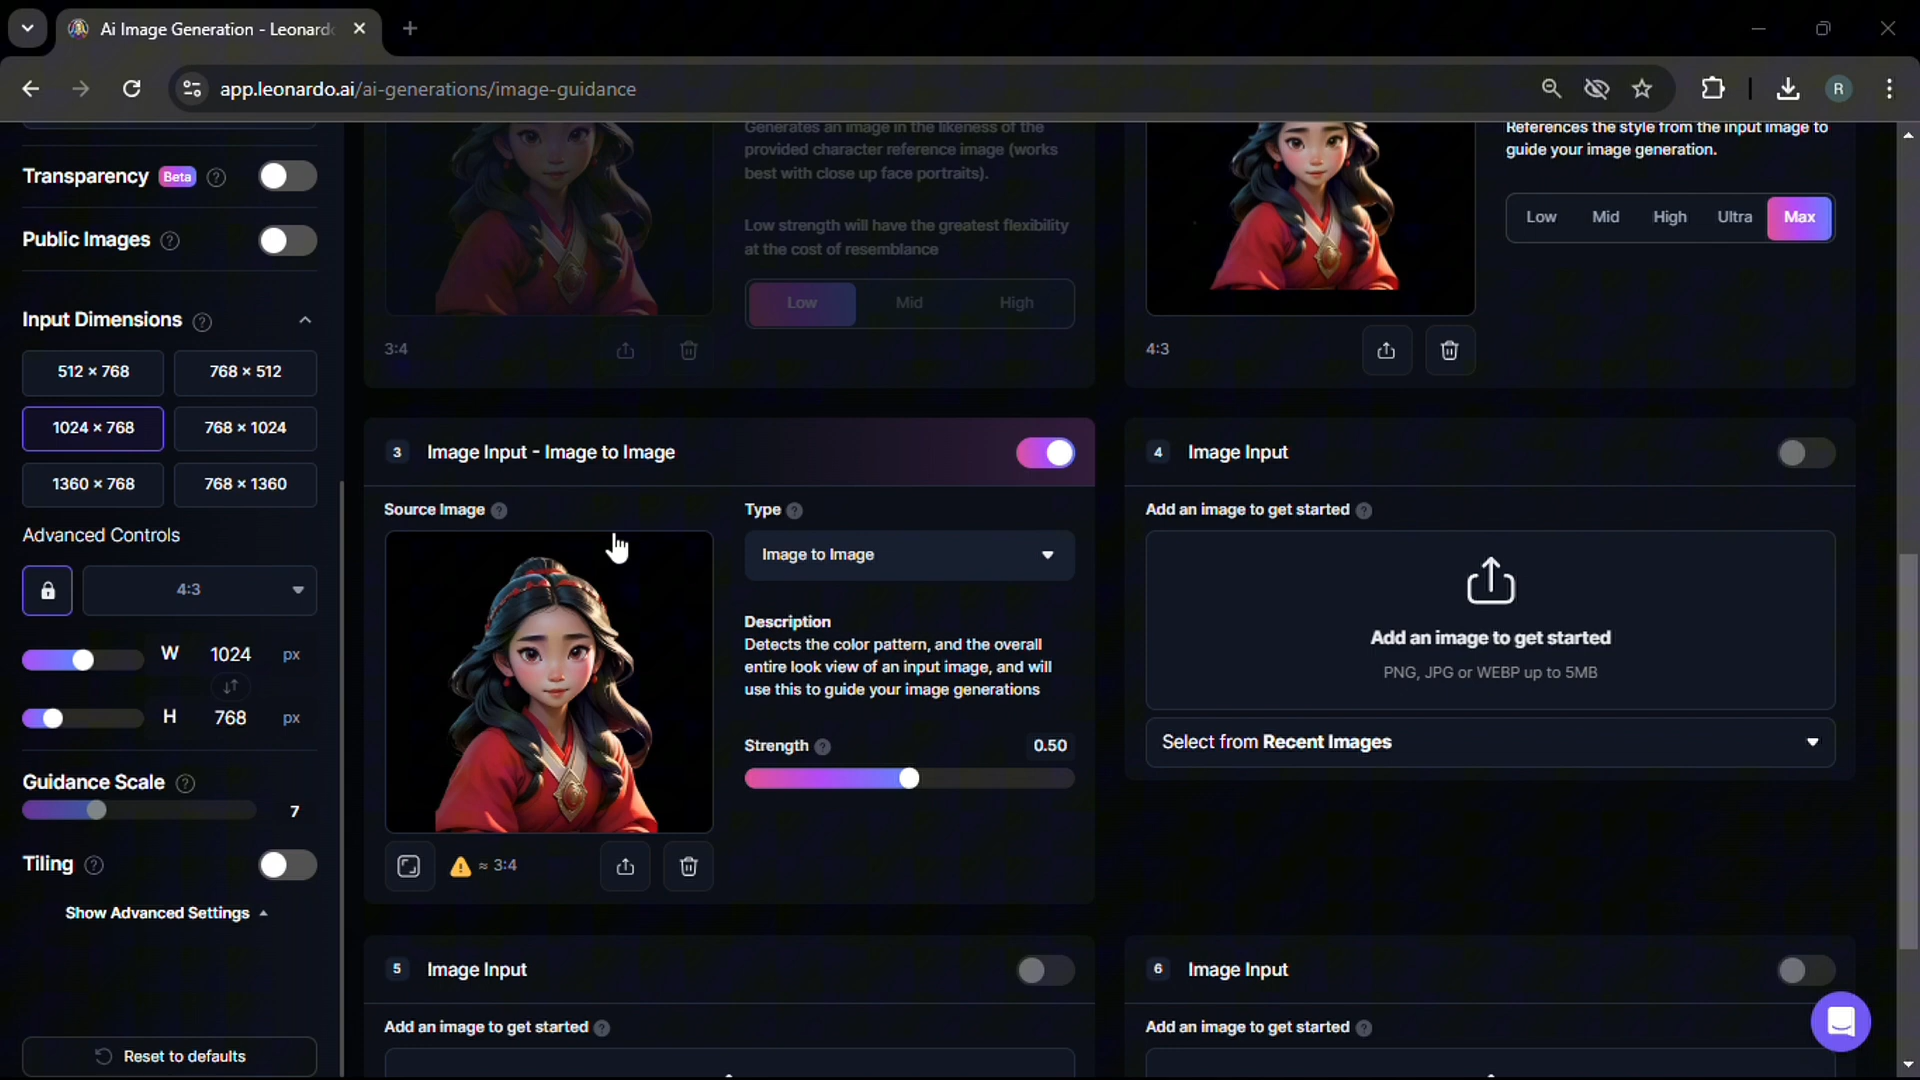 Ai Image Generation - Leonard
app.leonardo.ai/ai-generations/image-guidance
R
Transparency Beta ?
Public Images ?
Input Dimensions ?
512 × 768
768 × 512
1024 × 768
768 × 1024
1360 × 768
768 × 1360
Advanced Controls
4:3
W 1024 px
H 768 px
Guidance Scale ?
7
Tiling ?
Show Advanced Settings
Reset to defaults
Generates an image in the likeness of the
provided character reference image (works
best with close up face portraits).
Low strength will have the greatest flexibility
at the cost of resemblance
Low Mid High
3:4
References the style from the input image to
guide your image generation.
Low Mid High Ultra Max
4:3
3 Image Input - Image to Image
Source Image ?
Type ?
Image to Image
Description
Detects the color pattern, and the overall
entire look view of an input image, and will
use this to guide your image generations
Strength ? 0.50
≈ 3:4
4 Image Input
Add an image to get started ?
Add an image to get started
PNG, JPG or WEBP up to 5MB
Select from Recent Images
5 Image Input
Add an image to get started ?
6 Image Input
Add an image to get started ?